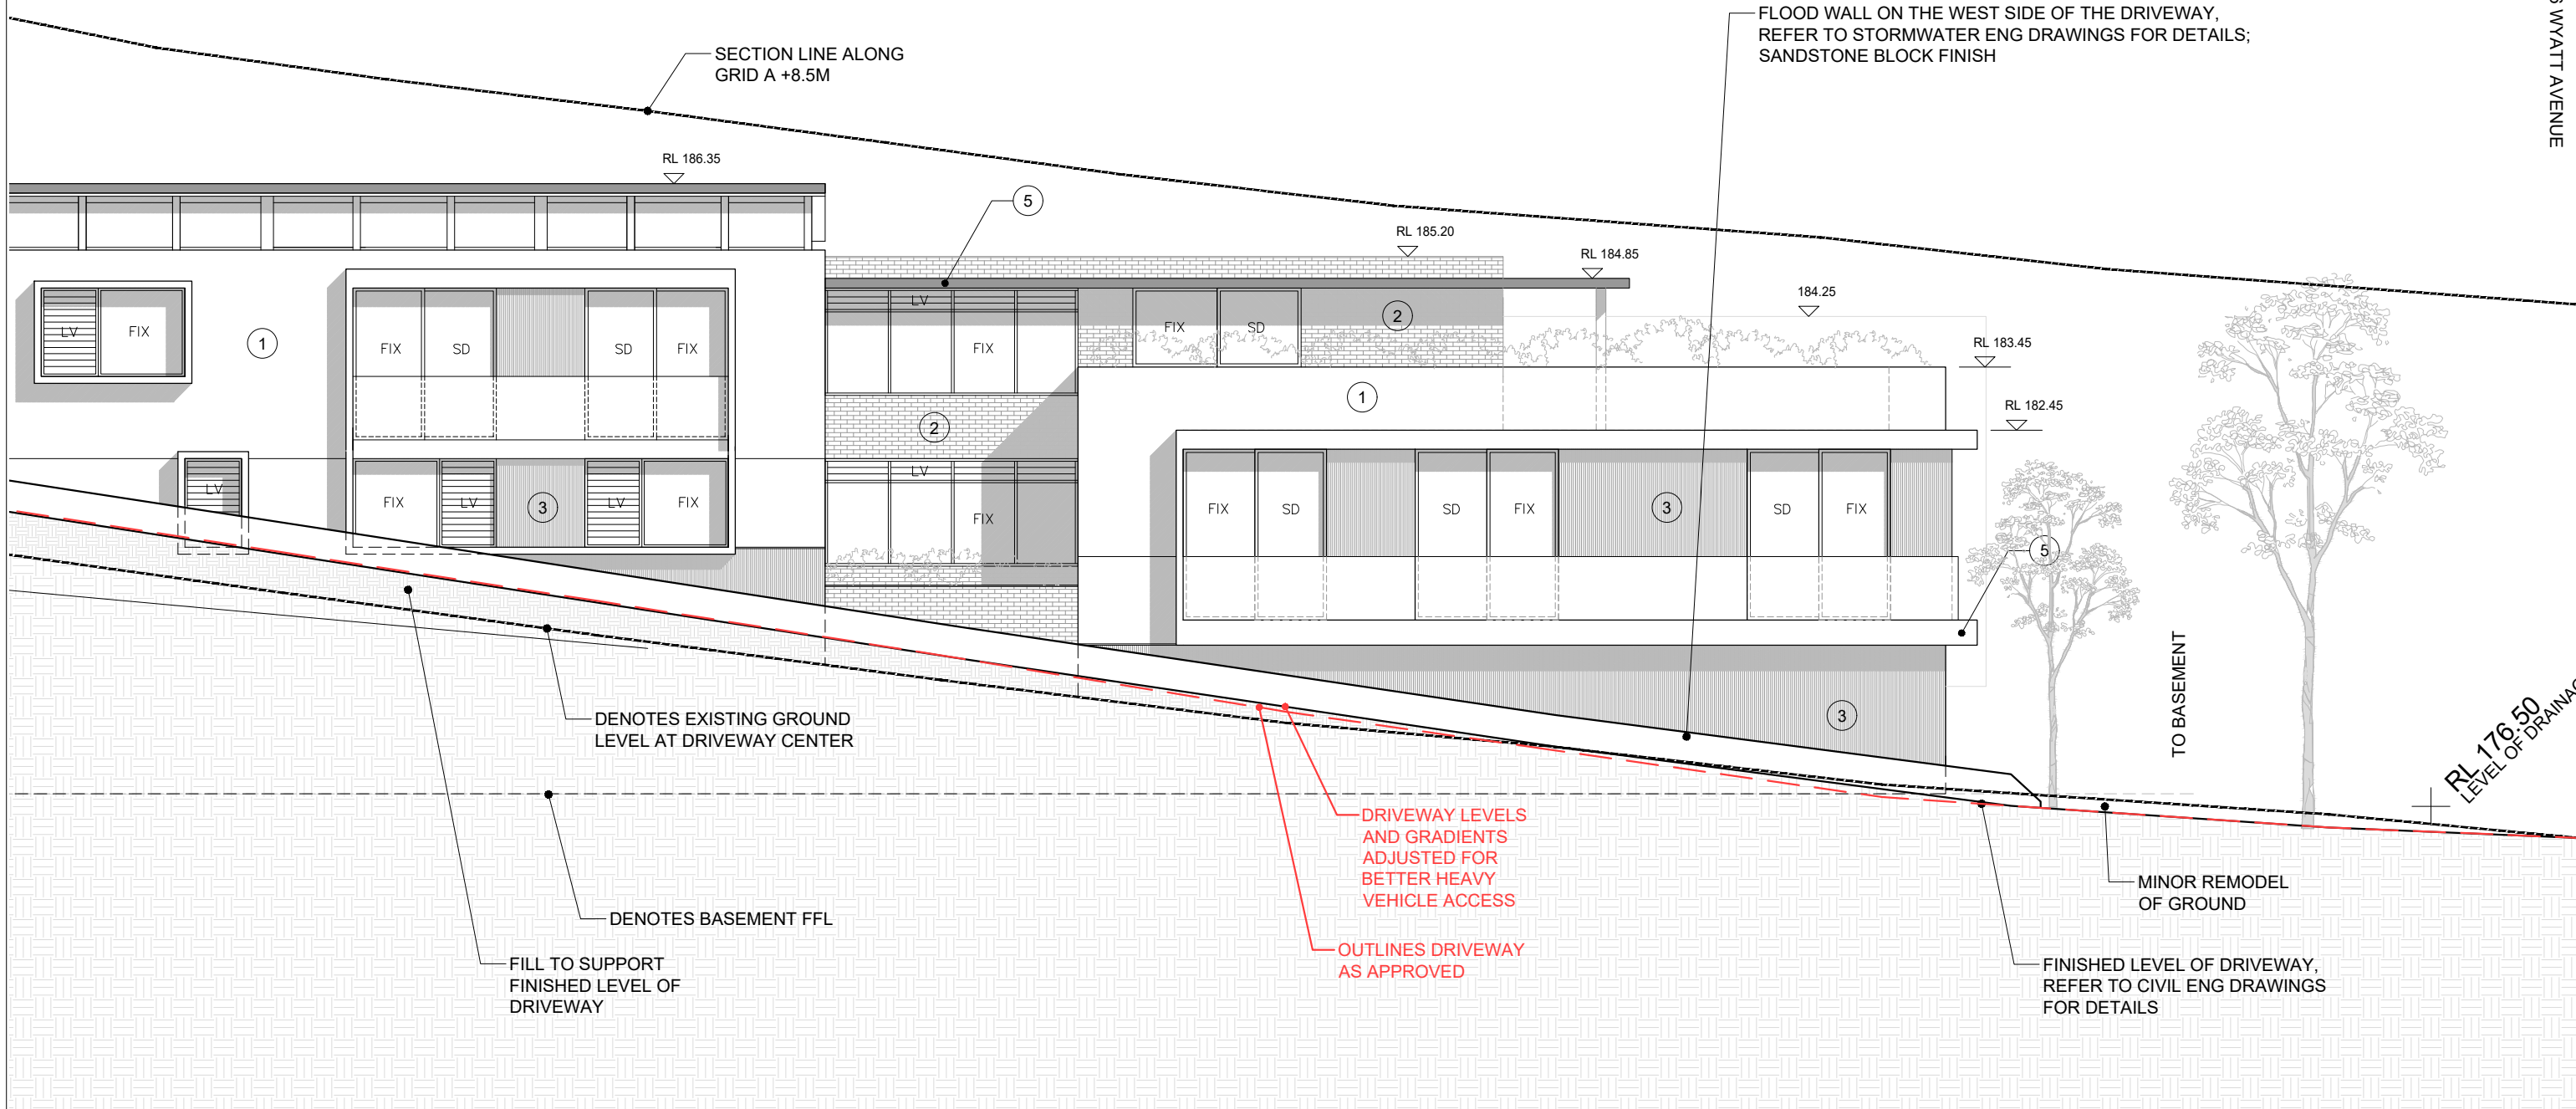 FLOOD WALL ON THE WEST SIDE OF THE DRIVEWAY,
REFER TO STORMWATER ENG DRAWINGS FOR DETAILS;
SANDSTONE BLOCK FINISH
WYATT AVENUE
SECTION LINE ALONG
GRID A +8.5M
RL 186.35
5
RL 185.20
RL 184.85
184.25
RL 183.45
RL 182.45
LV
FIX
1
FIX
SD
SD
FIX
LV
FIX
FIX
SD
2
1
2
LV
FIX
LV
3
LV
FIX
LV
FIX
FIX
SD
SD
FIX
3
SD
FIX
5
3
TO BASEMENT
RL 176.50
LEVEL OF
DENOTES EXISTING GROUND
LEVEL AT DRIVEWAY CENTER
DRIVEWAY LEVELS
AND GRADIENTS
ADJUSTED FOR
BETTER HEAVY
VEHICLE ACCESS
OUTLINES DRIVEWAY
AS APPROVED
MINOR REMODEL
OF GROUND
DENOTES BASEMENT FFL
FILL TO SUPPORT
FINISHED LEVEL OF
DRIVEWAY
FINISHED LEVEL OF DRIVEWAY,
REFER TO CIVIL ENG DRAWINGS
FOR DETAILS